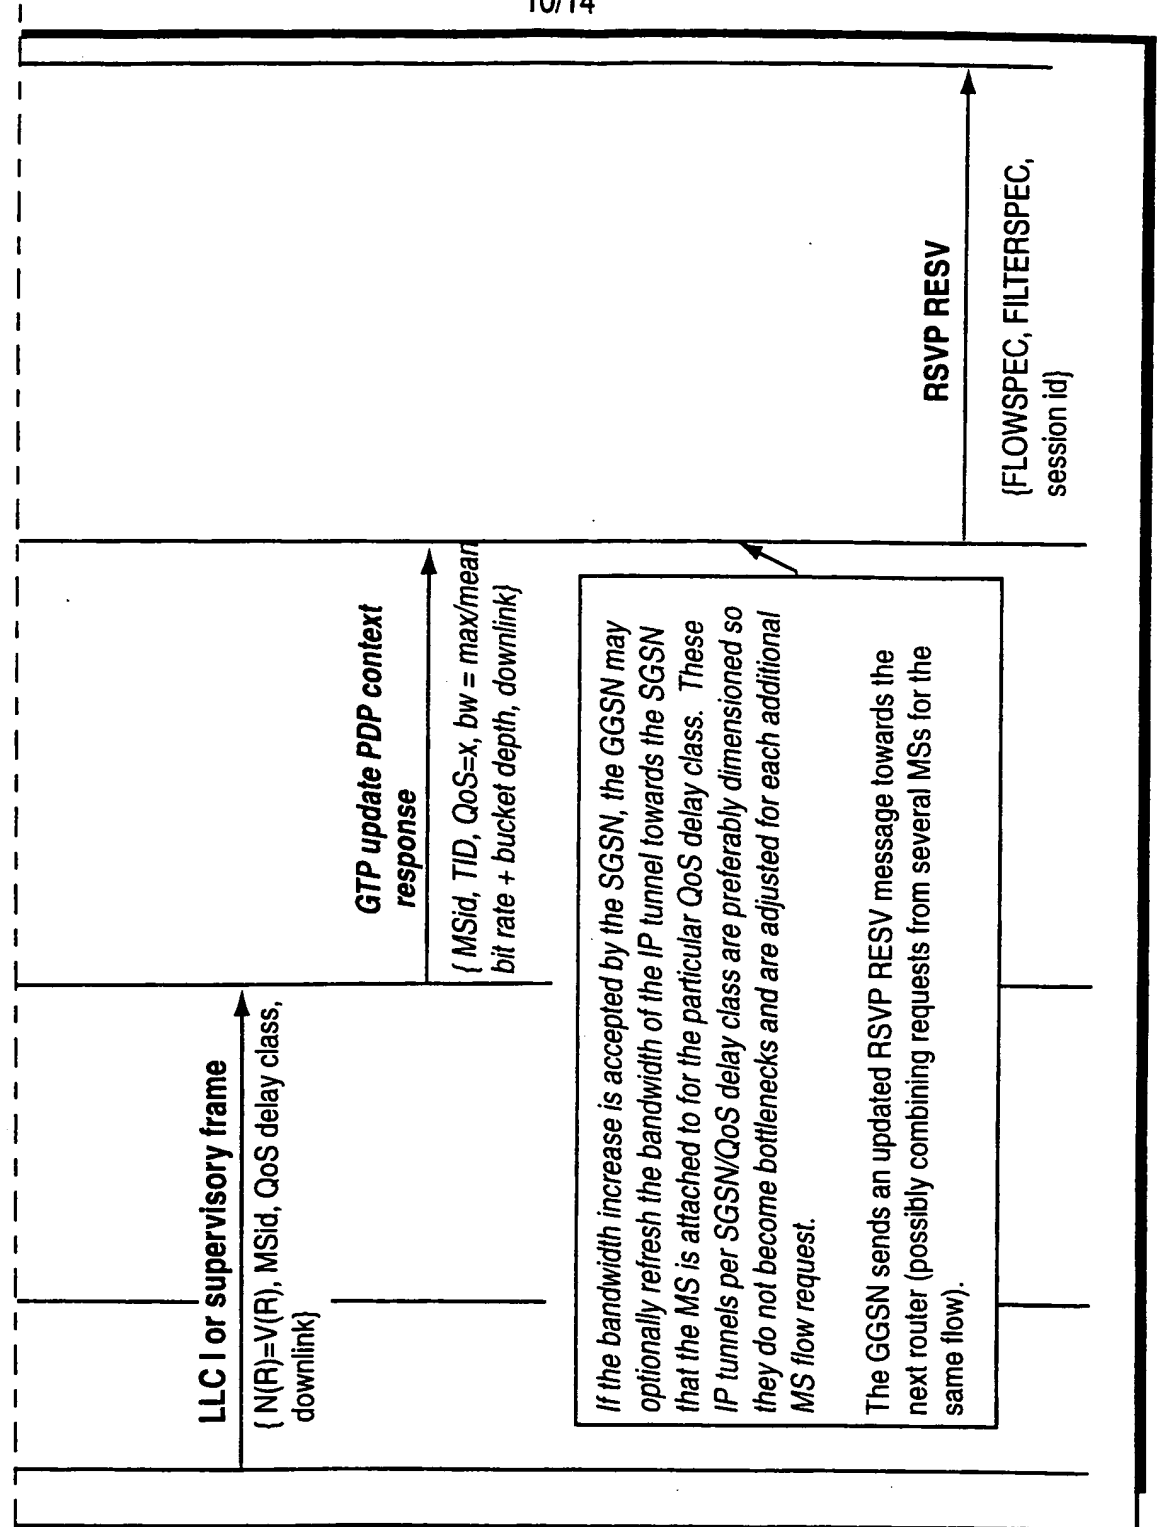 10/14
LLC I or supervisory frame
{ N(R)=V(R), MSid, QoS delay class,
downlink}
GTP update PDP context
response
{ MSid, TID, QoS=x, bw = max/mean
bit rate + bucket depth, downlink}
If the bandwidth increase is accepted by the SGSN, the GGSN may
optionally refresh the bandwidth of the IP tunnel towards the SGSN
that the MS is attached to for the particular QoS delay class. These
IP tunnels per SGSN/QoS delay class are preferably dimensioned so
they do not become bottlenecks and are adjusted for each additional
MS flow request.
The GGSN sends an updated RSVP RESV message towards the
next router (possibly combining requests from several MSs for the
same flow).
RSVP RESV
{FLOWSPEC, FILTERSPEC,
session id}